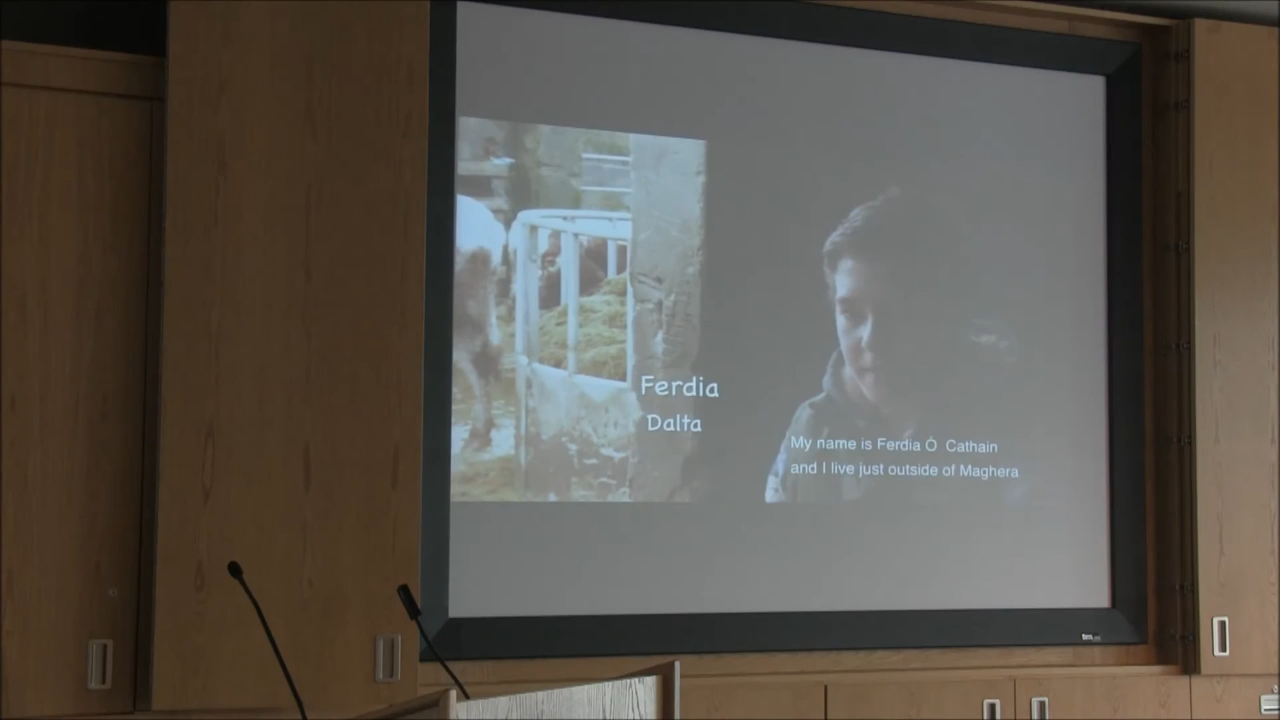 Ferdia
Dalta
My name is Ferdia Ó Cathain
and I live just outside of Maghera